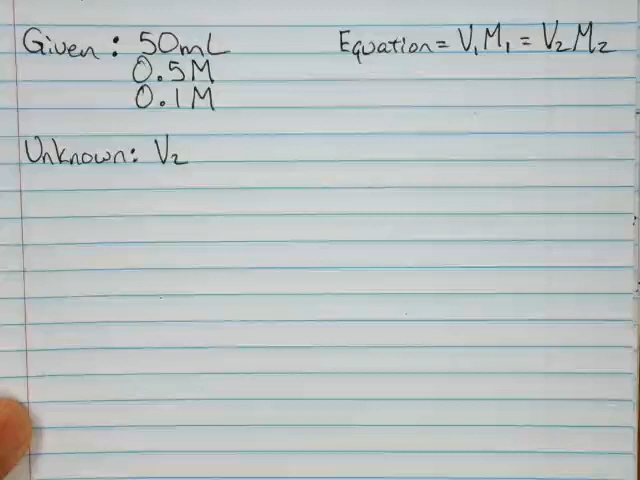 Given: 50mL
0.5M
0.1M
Equation = V₁M₁ = V₂M₂
Unknown: V₂